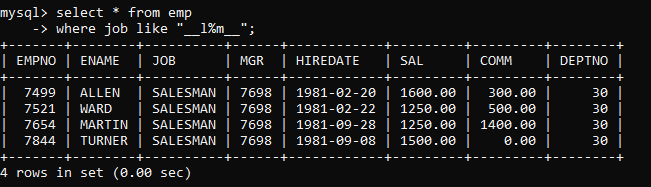 mysql> select * from emp
    -> where job like "__l%m__";
+-------+--------+----------+------+------------+---------+---------+--------+
| EMPNO | ENAME  | JOB      | MGR  | HIREDATE   | SAL     | COMM    | DEPTNO |
+-------+--------+----------+------+------------+---------+---------+--------+
|  7499 | ALLEN  | SALESMAN | 7698 | 1981-02-20 | 1600.00 |  300.00 |     30 |
|  7521 | WARD   | SALESMAN | 7698 | 1981-02-22 | 1250.00 |  500.00 |     30 |
|  7654 | MARTIN | SALESMAN | 7698 | 1981-09-28 | 1250.00 | 1400.00 |     30 |
|  7844 | TURNER | SALESMAN | 7698 | 1981-09-08 | 1500.00 |    0.00 |     30 |
+-------+--------+----------+------+------------+---------+---------+--------+
4 rows in set (0.00 sec)